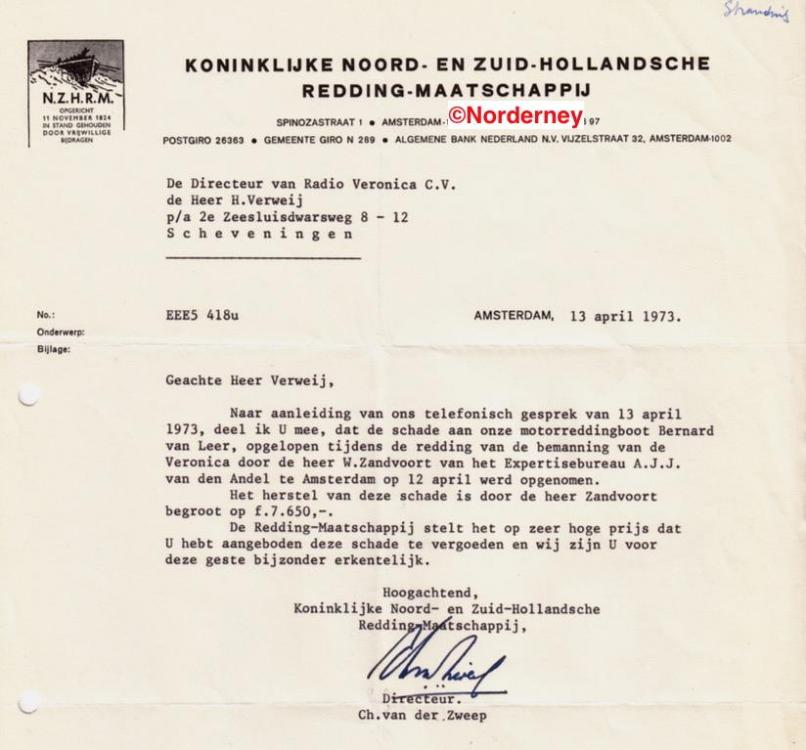 Stranding
KONINKLIJKE NOORD- EN ZUID-HOLLANDSCHE
REDDING-MAATSCHAPPIJ
N.Z.H.R.M.
OPGERICHT
11 NOVEMBER 1824
IN STAND GEHOUDEN
DOOR VRIJWILLIGE
BIJDRAGEN
SPINOZASTRAAT 1 • AMSTERDAM- ©Norderney 97
POSTGIRO 26363 • GEMEENTE GIRO N 289 • ALGEMENE BANK NEDERLAND N.V. VIJZELSTRAAT 32, AMSTERDAM-1002
De Directeur van Radio Veronica C.V.
de Heer H.Verweij
p/a 2e Zeesluisdwarsweg 8 - 12
S c h e v e n i n g e n
No.: EEE5 418u AMSTERDAM, 13 april 1973.
Onderwerp:
Bijlage:
Geachte Heer Verweij,
Naar aanleiding van ons telefonisch gesprek van 13 april
1973, deel ik U mee, dat de schade aan onze motorreddingboot Bernard
van Leer, opgelopen tijdens de redding van de bemanning van de
Veronica door de heer W.Zandvoort van het Expertisebureau A.J.J.
van den Andel te Amsterdam op 12 april werd opgenomen.
Het herstel van deze schade is door de heer Zandvoort
begroot op f.7.650,-.
De Redding-Maatschappij stelt het op zeer hoge prijs dat
U hebt aangeboden deze schade te vergoeden en wij zijn U voor
deze geste bijzonder erkentelijk.
Hoogachtend,
Koninklijke Noord- en Zuid-Hollandsche
Redding-Maatschappij,
Directeur.
Ch.van der Zweep